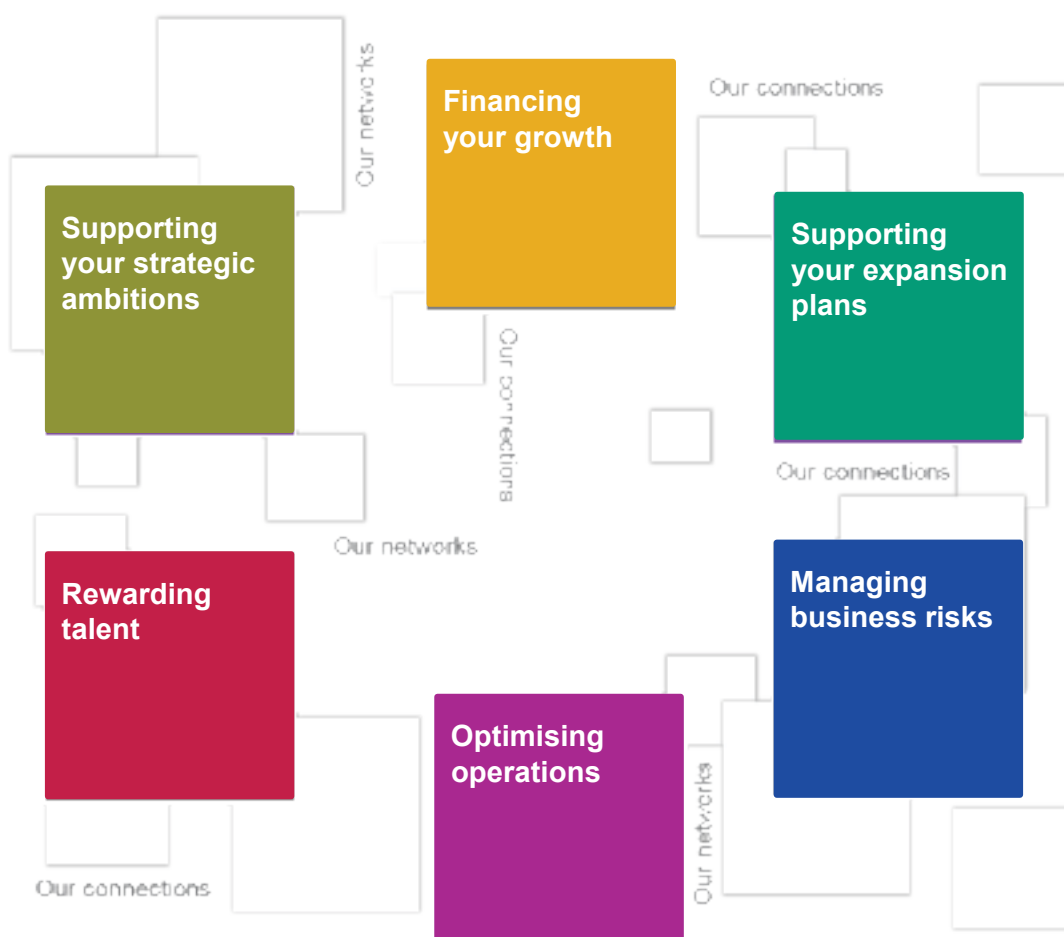 Our networks
Financing
your growth
Our connections
Supporting
your strategic
ambitions
Supporting
your expansion
plans
Our connections
Our connections
Our networks
Rewarding
talent
Managing
business risks
Optimising
operations
Our networks
Our connections